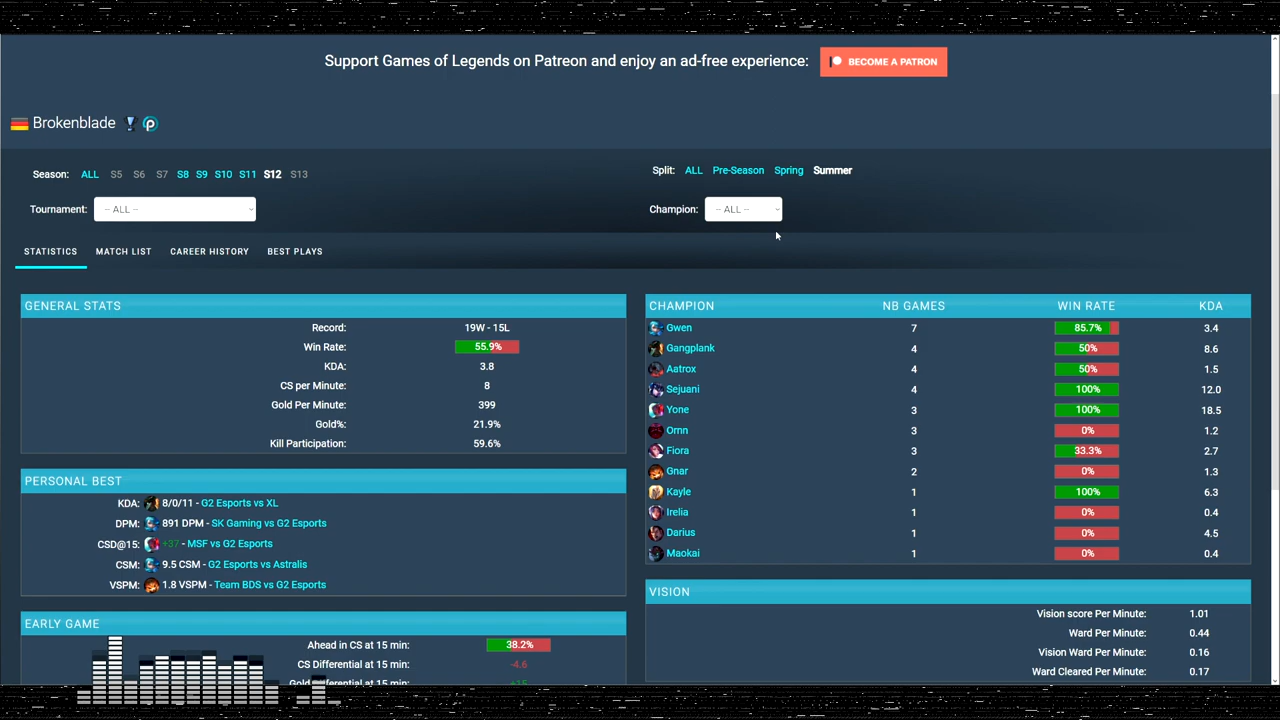 Support Games of Legends on Patreon and enjoy an ad-free experience: BECOME A PATRON
Brokenblade
Season: ALL S5 S6 S7 S8 S9 S10 S11 S12 S13
Split: ALL Pre-Season Spring Summer
Tournament: -- ALL --
Champion: -- ALL --
STATISTICS MATCH LIST CAREER HISTORY BEST PLAYS
GENERAL STATS
Record: 19W - 15L
Win Rate: 55.9%
KDA: 3.8
CS per Minute: 8
Gold Per Minute: 399
Gold%: 21.9%
Kill Participation: 59.6%
PERSONAL BEST
KDA: 8/0/11 - G2 Esports vs XL
DPM: 891 DPM - SK Gaming vs G2 Esports
CSD@15: +37 - MSF vs G2 Esports
CSM: 9.5 CSM - G2 Esports vs Astralis
VSPM: 1.8 VSPM - Team BDS vs G2 Esports
EARLY GAME
Ahead in CS at 15 min: 38.2%
CS Differential at 15 min: -4.6
Gold Differential at 15 min: +15
CHAMPION NB GAMES WIN RATE KDA
Gwen 7 85.7% 3.4
Gangplank 4 50% 8.6
Aatrox 4 50% 1.5
Sejuani 4 100% 12.0
Yone 3 100% 18.5
Ornn 3 0% 1.2
Fiora 3 33.3% 2.7
Gnar 2 0% 1.3
Kayle 1 100% 6.3
Irelia 1 0% 0.4
Darius 1 0% 4.5
Maokai 1 0% 0.4
VISION
Vision score Per Minute: 1.01
Ward Per Minute: 0.44
Vision Ward Per Minute: 0.16
Ward Cleared Per Minute: 0.17